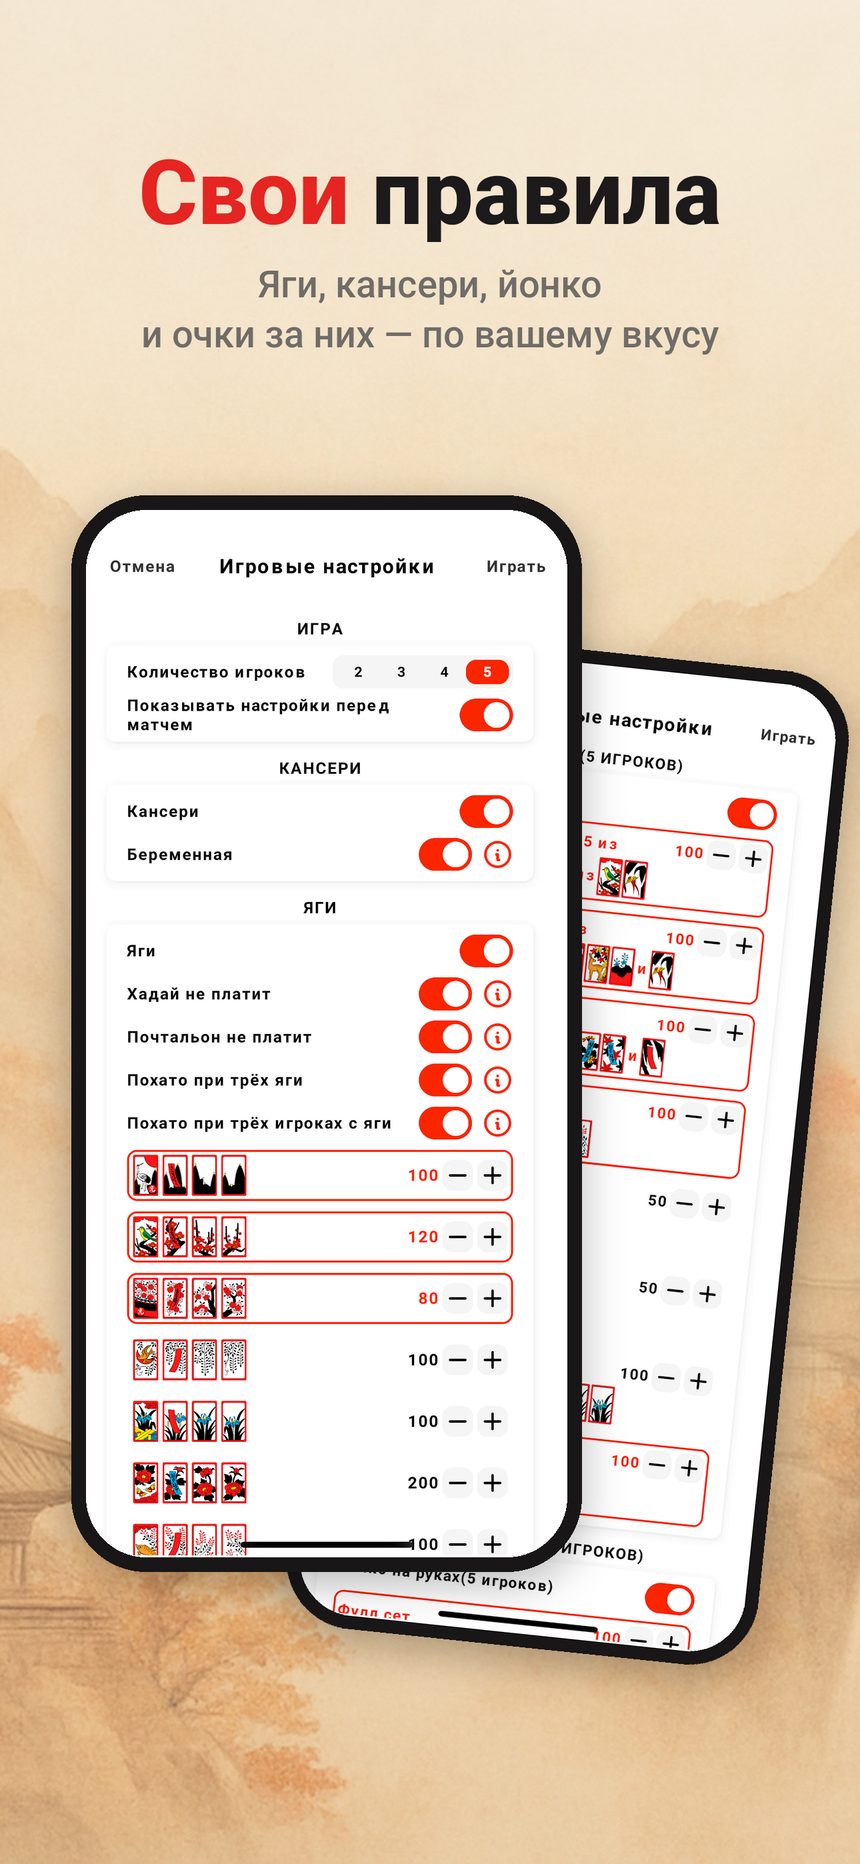 Свои правила
Яги, кансери, йонко
и очки за них — по вашему вкусу
Отмена
Игровые настройки
Играть
ИГРА
Количество игроков
2
3
4
5
Показывать настройки перед
матчем
КАНСЕРИ
Кансери
Беременная
ЯГИ
Яги
Хадай не платит
Почтальон не платит
Похато при трёх яги
Похато при трёх игроках с яги
100
120
80
100
100
200
100
настройки
Играть
(5 ИГРОКОВ)
5 из
100
100
и
100
и
100
50
50
100
100
ИГРОКОВ)
на руках(5 игроков)
Фулл сет
100